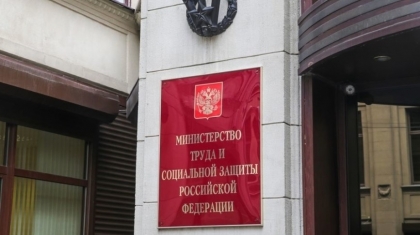 МИНИСТЕРСТВО
ТРУДА И
СОЦИАЛЬНОЙ ЗАЩИТЫ
РОССИЙСКОЙ
ФЕДЕРАЦИИ